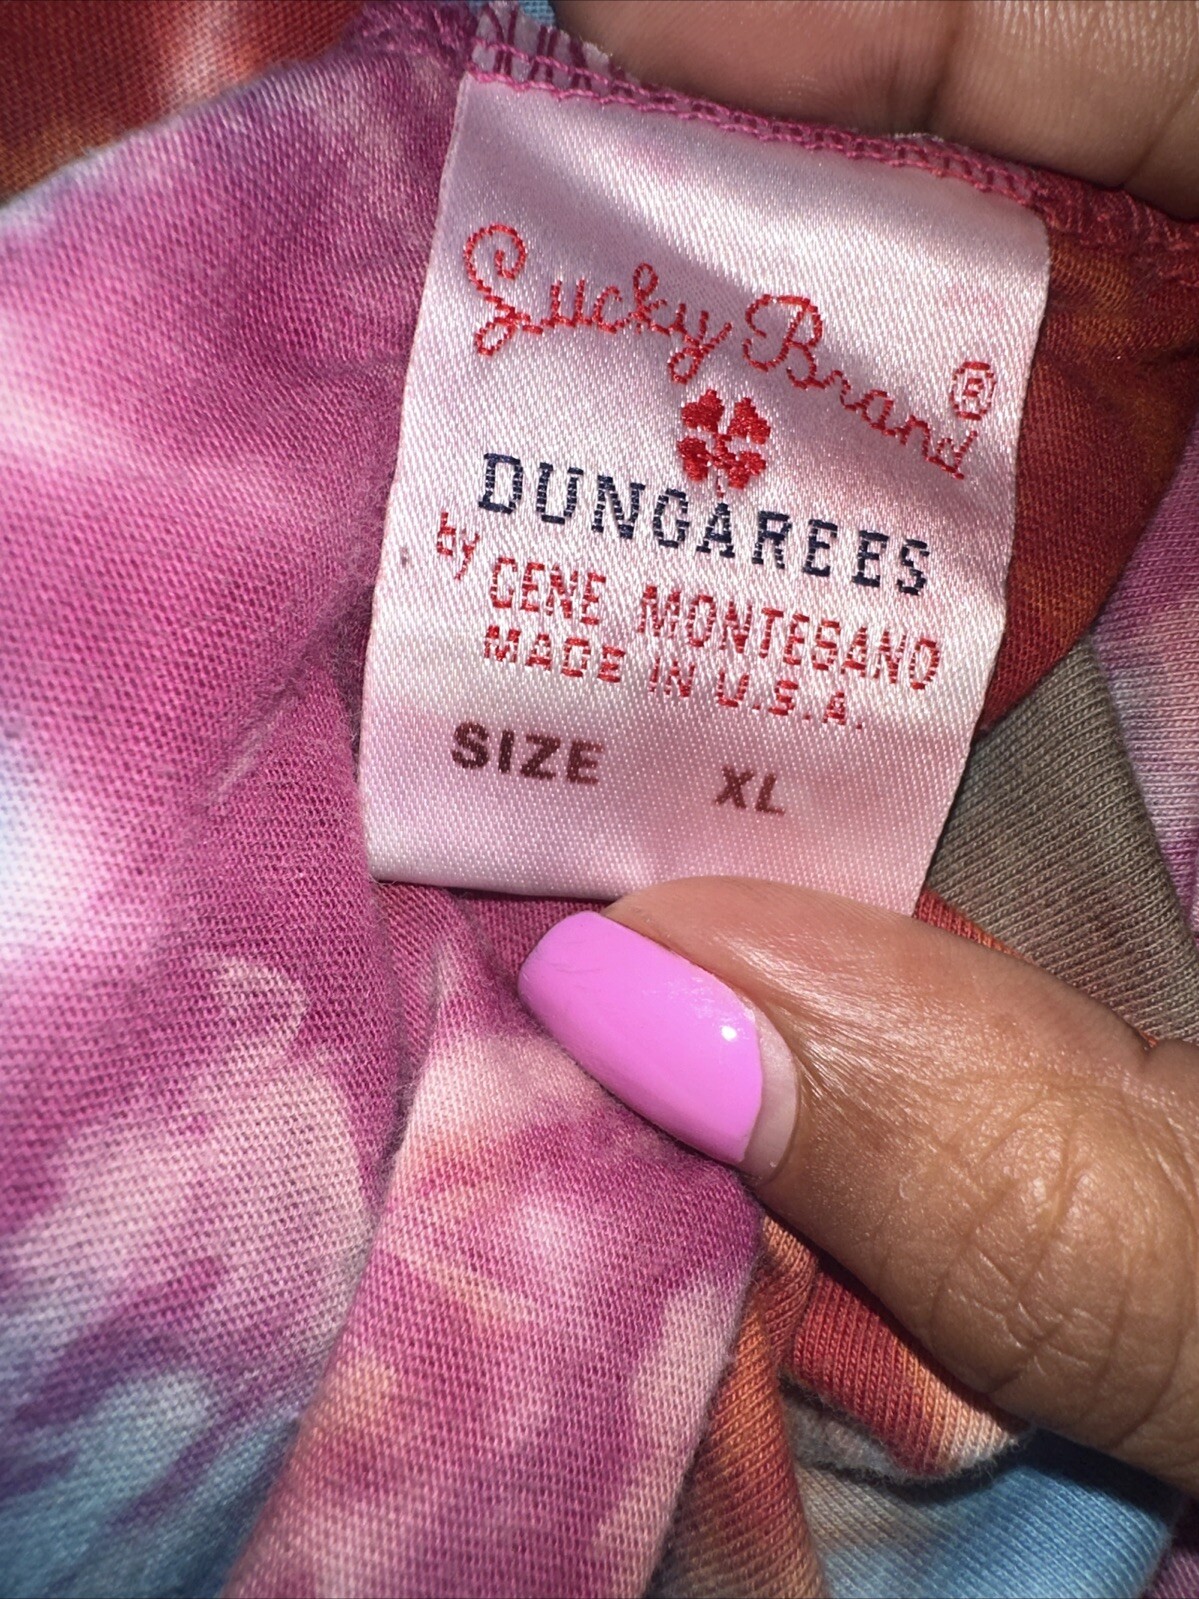 Lucky Brand®
DUNGAREES
by GENE MONTESANO
MADE IN U.S.A.
SIZE XL